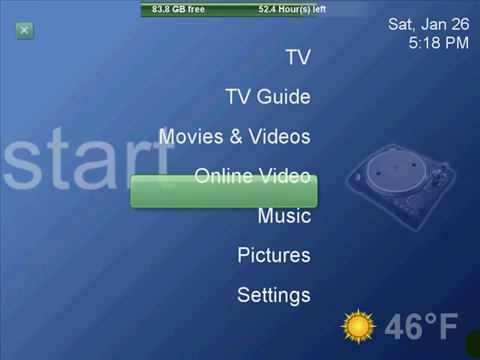 83.8 GB free 52.4 Hour(s) left
Sat, Jan 26
5:18 PM
TV
TV Guide
Movies & Videos
start
Online Video
Music
Pictures
Settings
46°F